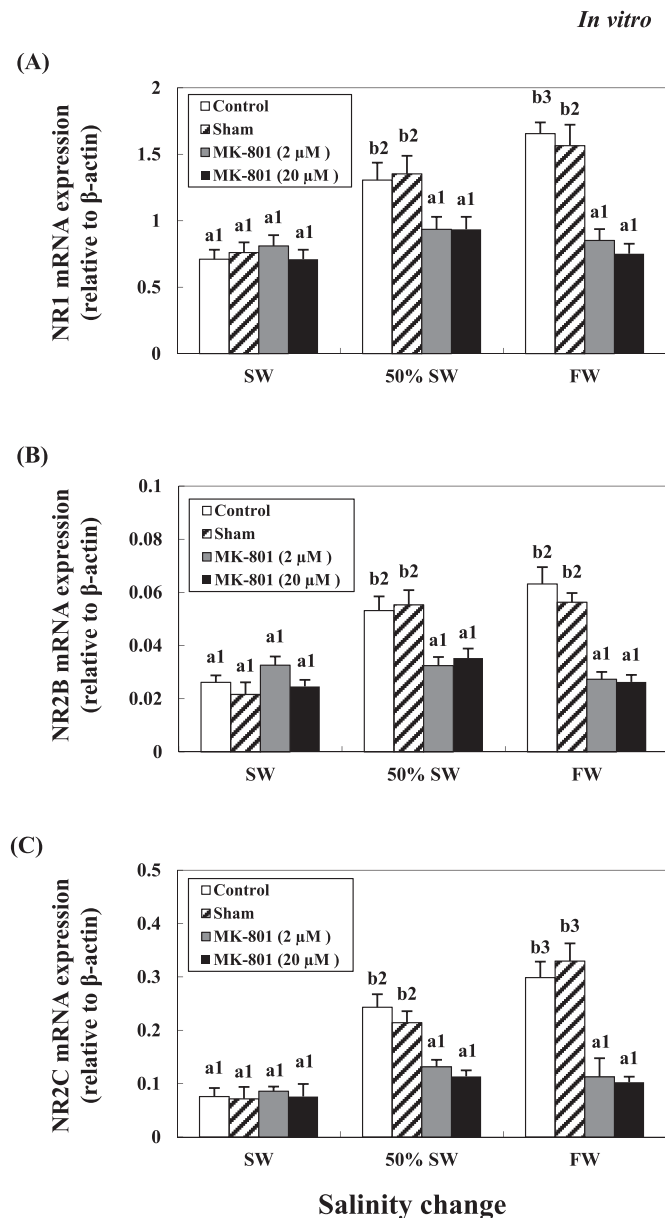 In vitro
(A)
NR1 mRNA expression
(relative to β-actin)
2
1.5
1
0.5
0
Control
Sham
MK-801 (2 µM )
MK-801 (20 µM )
a1 a1 a1 a1
b2 b2 a1 a1
b3 b2 a1 a1
SW 50% SW FW
(B)
NR2B mRNA expression
(relative to β-actin)
0.1
0.08
0.06
0.04
0.02
0
Control
Sham
MK-801 (2 µM )
MK-801 (20 µM )
a1 a1 a1 a1
b2 b2 a1 a1
b2 b2 a1 a1
SW 50% SW FW
(C)
NR2C mRNA expression
(relative to β-actin)
0.5
0.4
0.3
0.2
0.1
0
Control
Sham
MK-801 (2 µM )
MK-801 (20 µM )
a1 a1 a1 a1
b2 b2 a1 a1
b3 b3 a1 a1
SW 50% SW FW
Salinity change